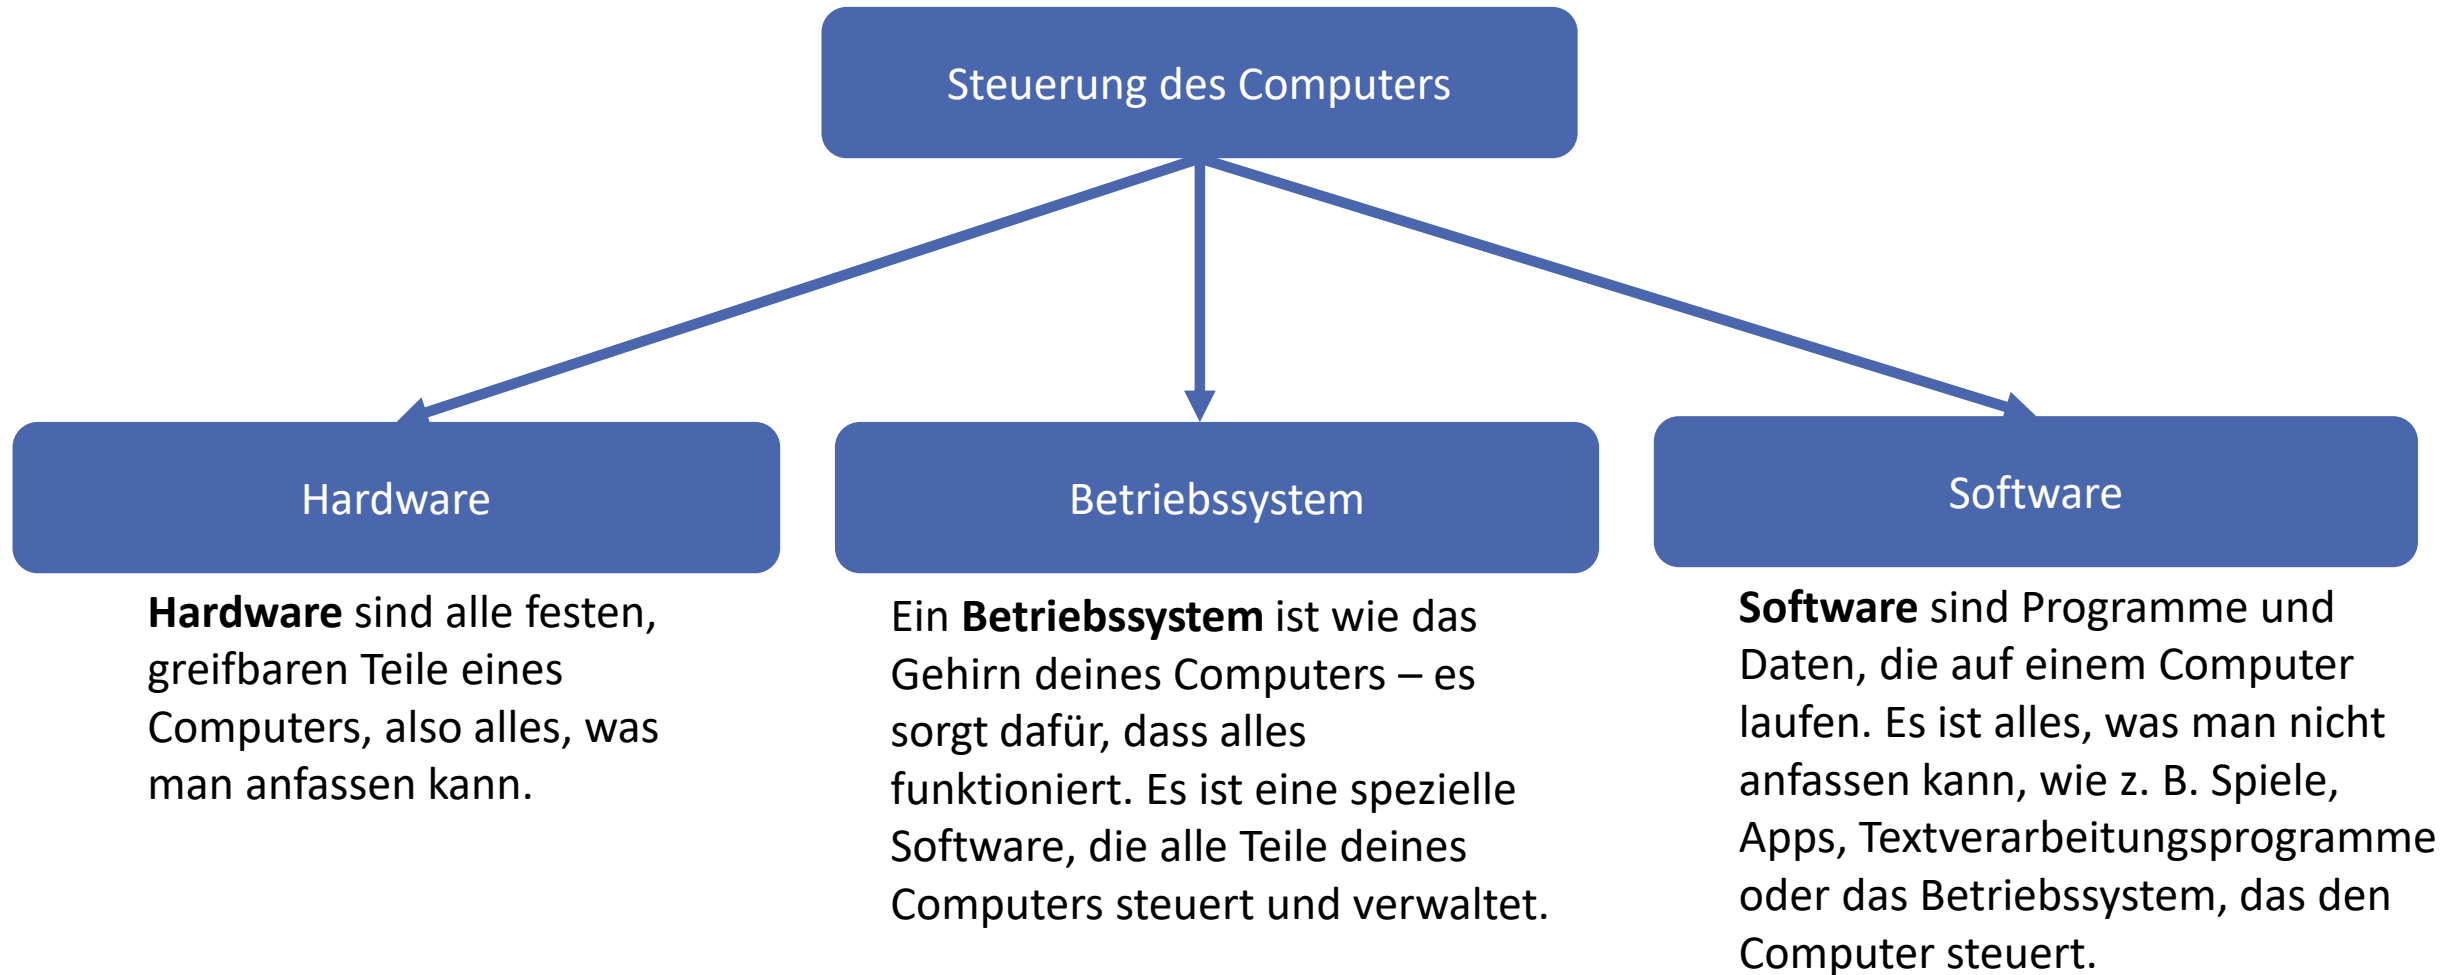 Steuerung des Computers
Hardware
Betriebssystem
Software
Hardware sind alle festen,
greifbaren Teile eines
Computers, also alles, was
man anfassen kann.
Ein Betriebssystem ist wie das
Gehirn deines Computers – es
sorgt dafür, dass alles
funktioniert. Es ist eine spezielle
Software, die alle Teile deines
Computers steuert und verwaltet.
Software sind Programme und
Daten, die auf einem Computer
laufen. Es ist alles, was man nicht
anfassen kann, wie z. B. Spiele,
Apps, Textverarbeitungsprogramme
oder das Betriebssystem, das den
Computer steuert.